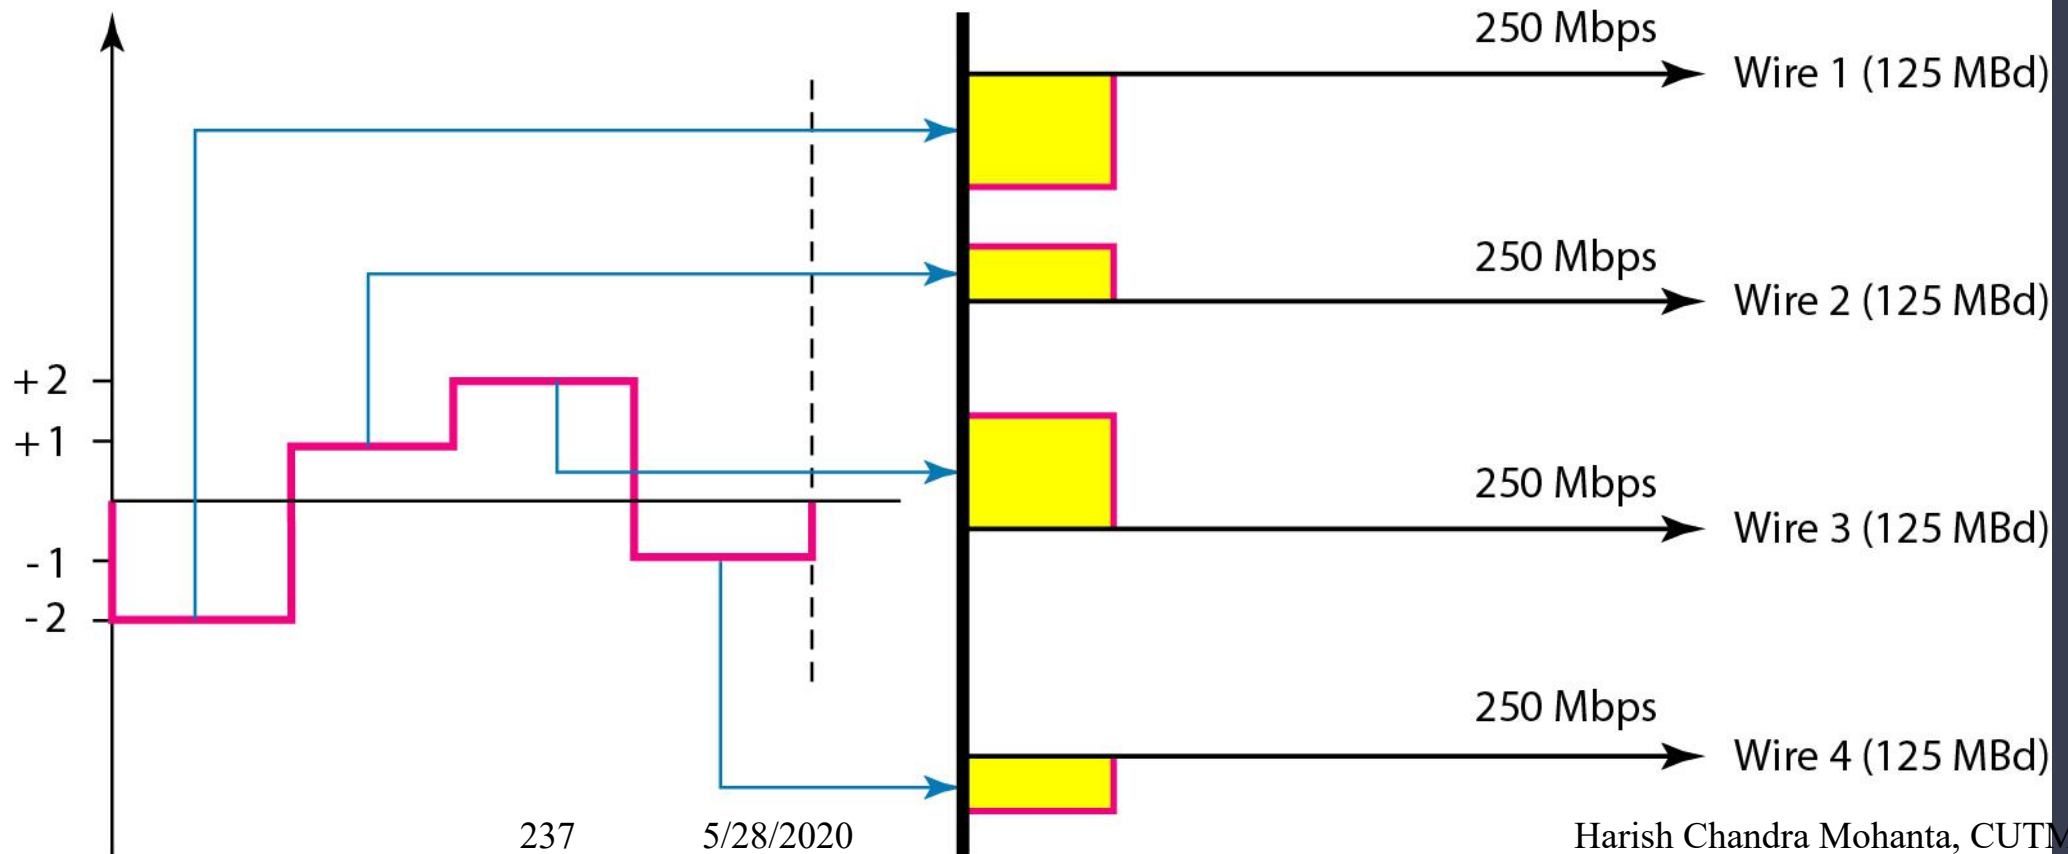 250 Mbps
Wire 1 (125 MBd)
250 Mbps
Wire 2 (125 MBd)
+2
+1
-1
-2
250 Mbps
Wire 3 (125 MBd)
250 Mbps
Wire 4 (125 MBd)
237 5/28/2020 Harish Chandra Mohanta, CUTM